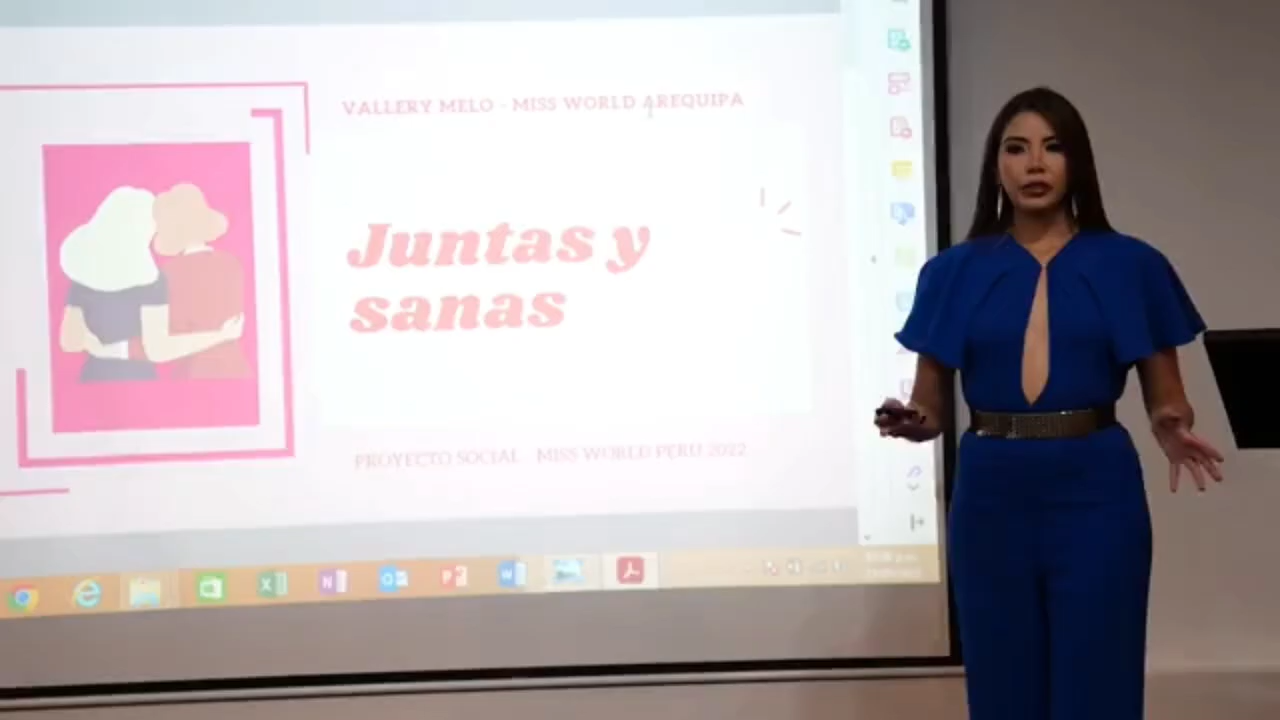 VALLERY MELO - MISS WORLD AREQUIPA
Juntas y
sanas
PROYECTO SOCIAL - MISS WORLD PERU 2022